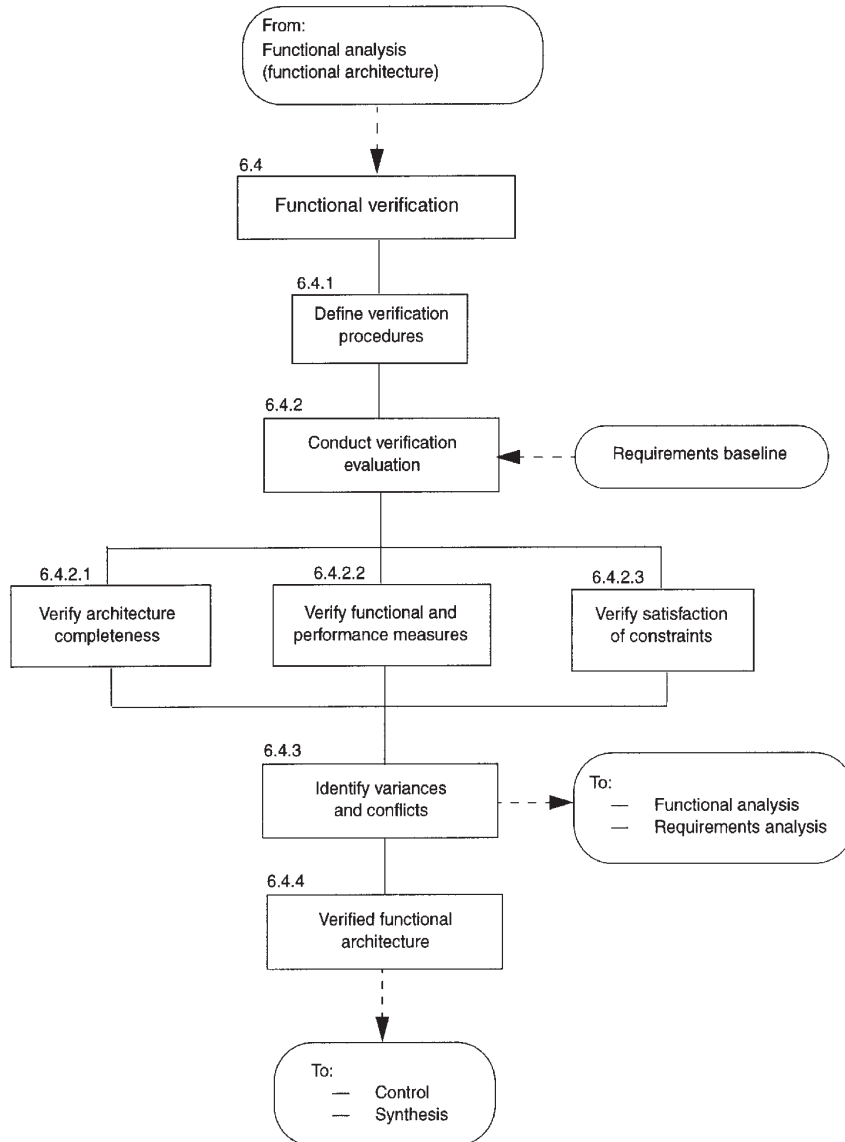 From:
Functional analysis
(functional architecture)
6.4
Functional verification
6.4.1
Define verification
procedures
6.4.2
Conduct verification
evaluation
Requirements baseline
6.4.2.1
Verify architecture
completeness
6.4.2.2
Verify functional and
performance measures
6.4.2.3
Verify satisfaction
of constraints
6.4.3
Identify variances
and conflicts
To:
— Functional analysis
— Requirements analysis
6.4.4
Verified functional
architecture
To:
— Control
— Synthesis